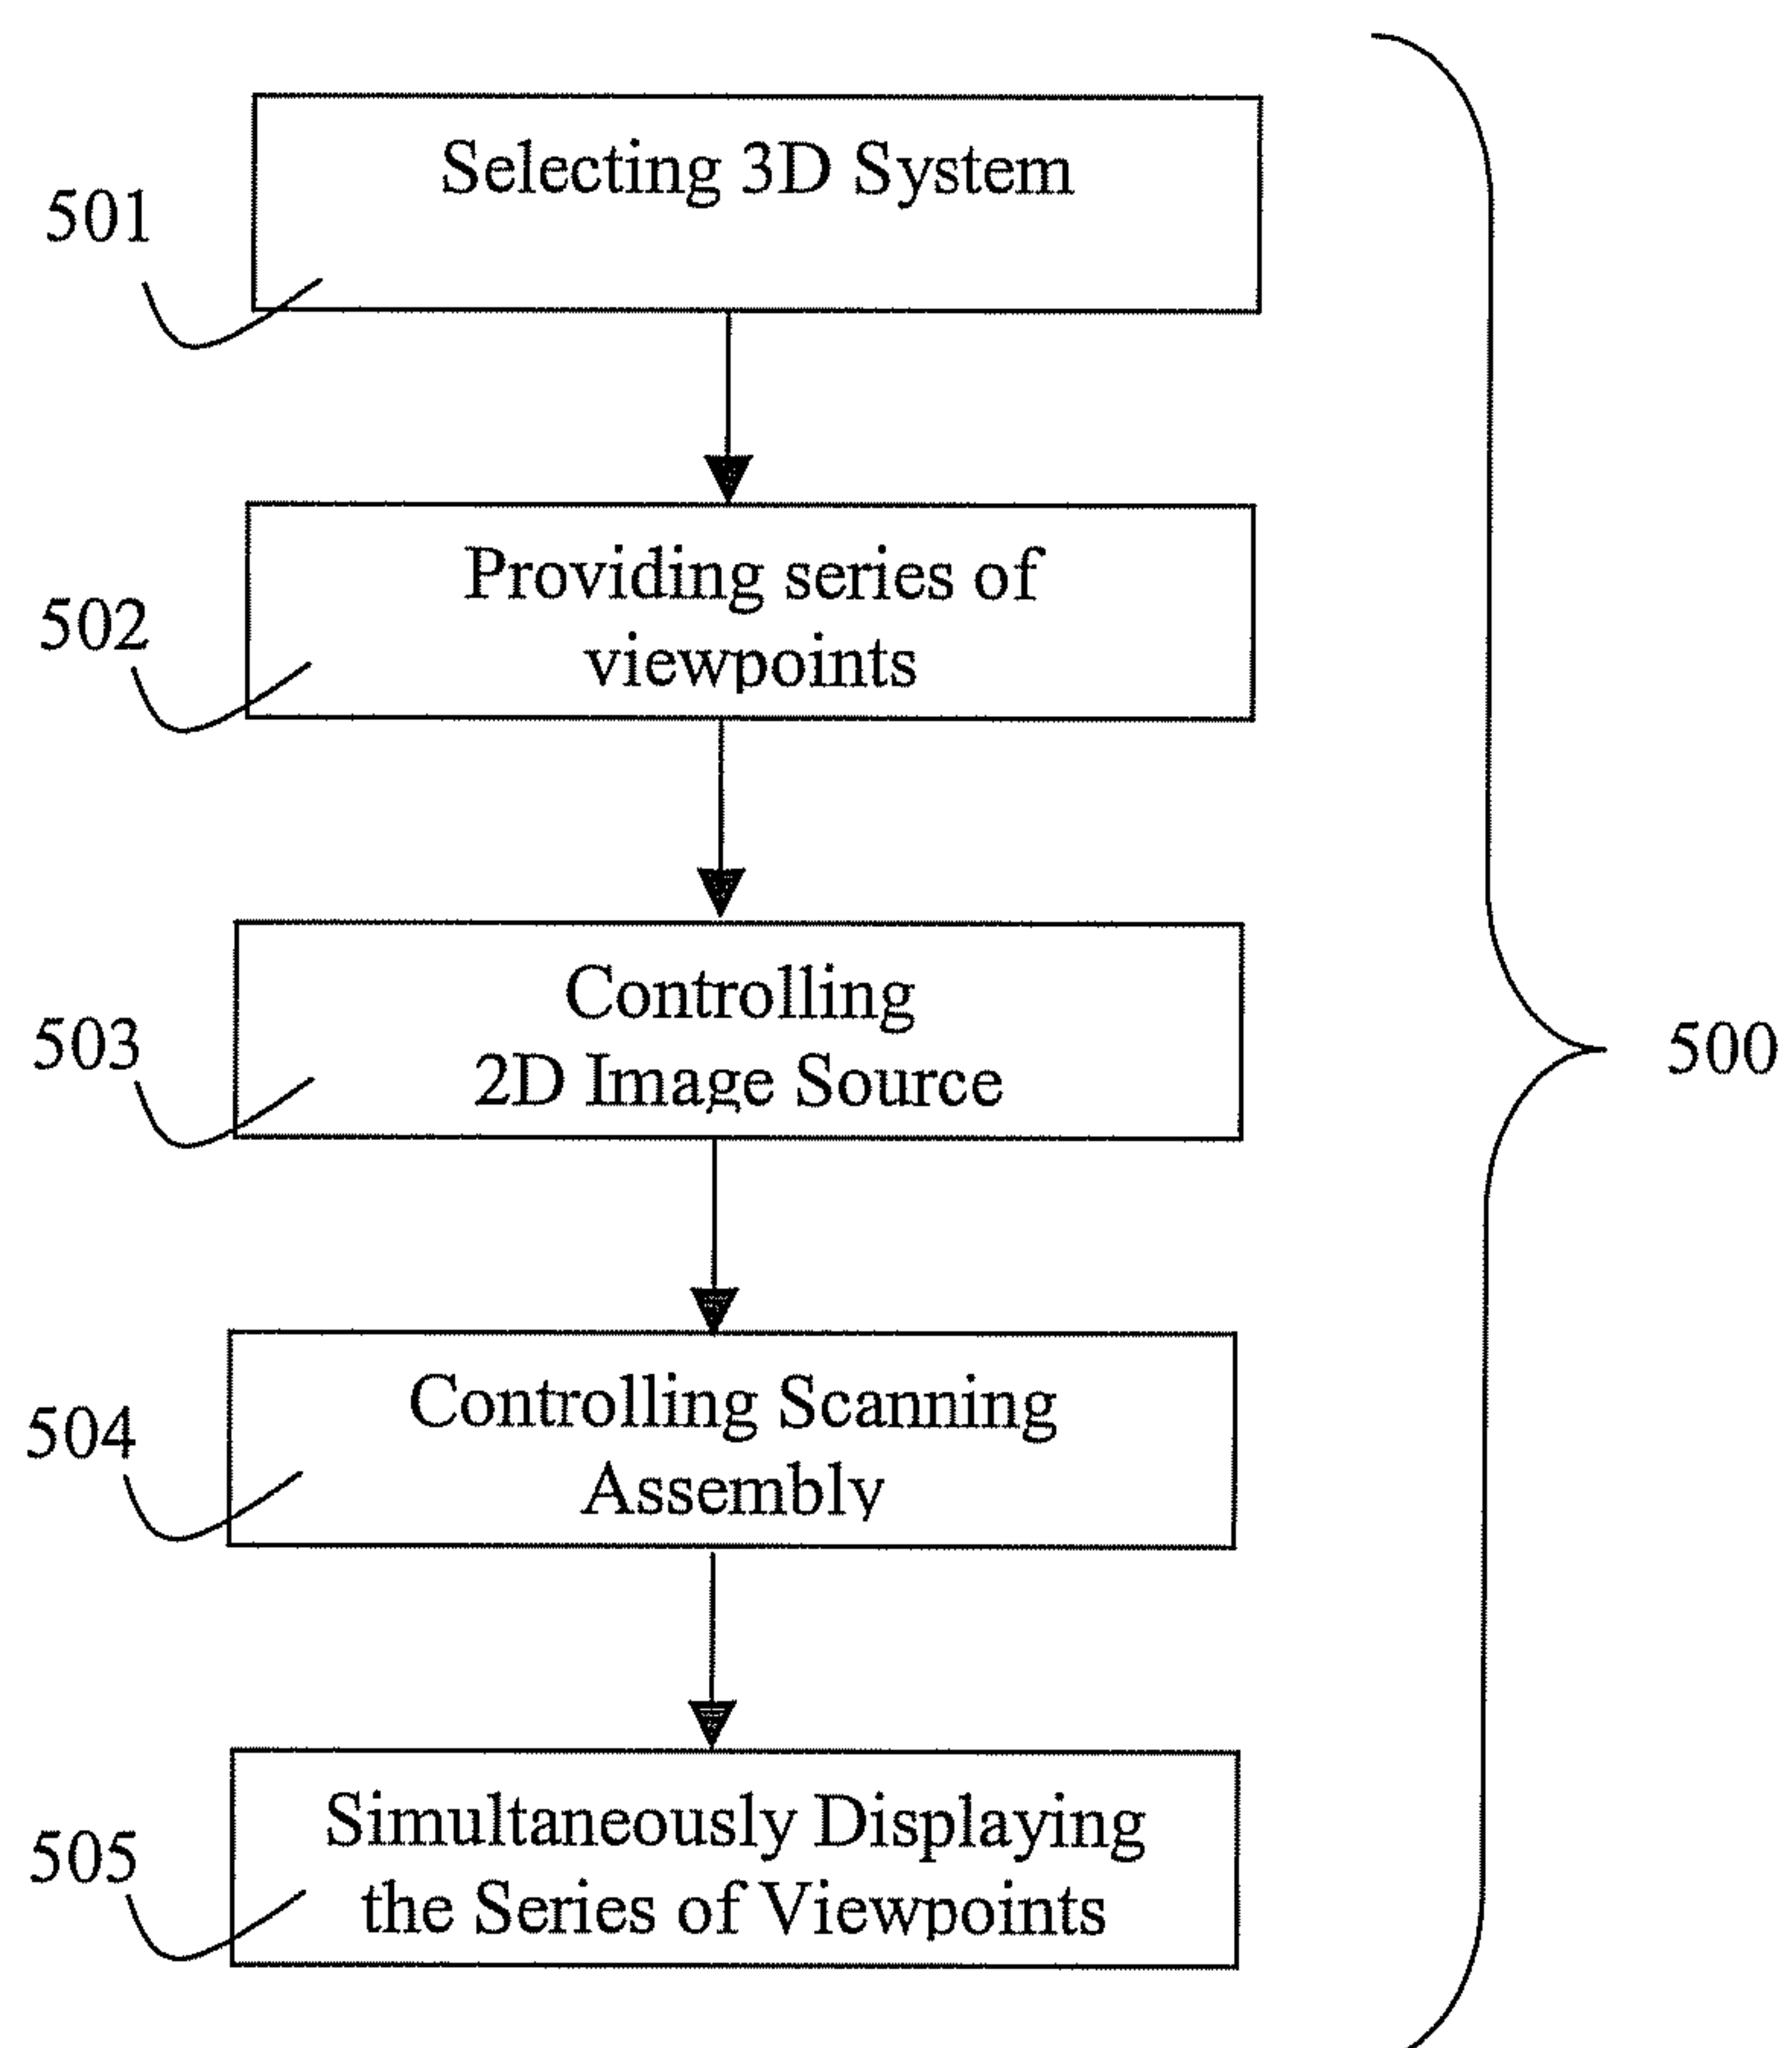 Selecting 3D System
501
Providing series of
viewpoints
502
Controlling
2D Image Source
503
500
Controlling Scanning
Assembly
504
Simultaneously Displaying
the Series of Viewpoints
505